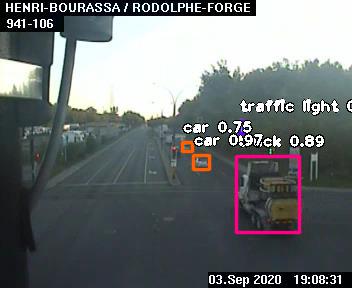 HENRI-BOURASSA / RODOLPHE-FORGE
941-106
traffic light 0
car 0.75
car 0.97
truck 0.89
03.Sep 2020 19:08:31